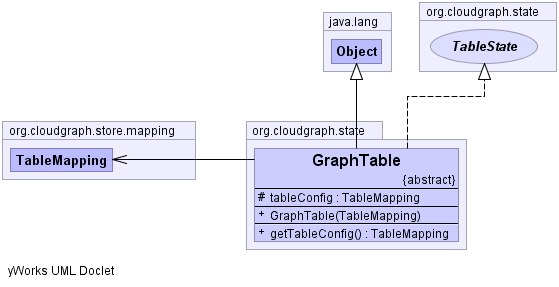 java.lang
Object
org.cloudgraph.state
TableState
org.cloudgraph.store.mapping
TableMapping
org.cloudgraph.state
GraphTable
{abstract}
# tableConfig : TableMapping
+ GraphTable(TableMapping)
+ getTableConfig() : TableMapping
yWorks UML Doclet